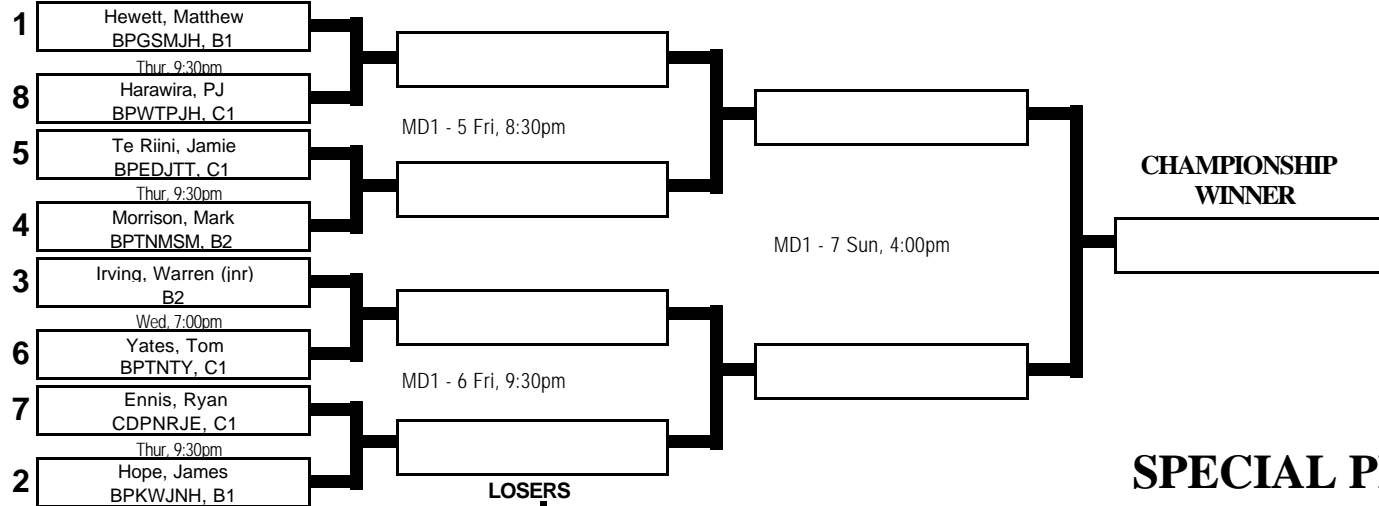 1
Hewett, Matthew
BPGSMJH, B1
Thur, 9:30pm
8
Harawira, PJ
BPWTPJH, C1
MD1 - 5 Fri, 8:30pm
5
Te Riini, Jamie
BPEDJTT, C1
Thur, 9:30pm
4
Morrison, Mark
BPTNMSM, B2
CHAMPIONSHIP
WINNER
MD1 - 7 Sun, 4:00pm
3
Irving, Warren (jnr)
B2
Wed, 7:00pm
6
Yates, Tom
BPTNTY, C1
MD1 - 6 Fri, 9:30pm
7
Ennis, Ryan
CDPNRJE, C1
Thur, 9:30pm
2
Hope, James
BPKWJNH, B1
LOSERS
SPECIAL